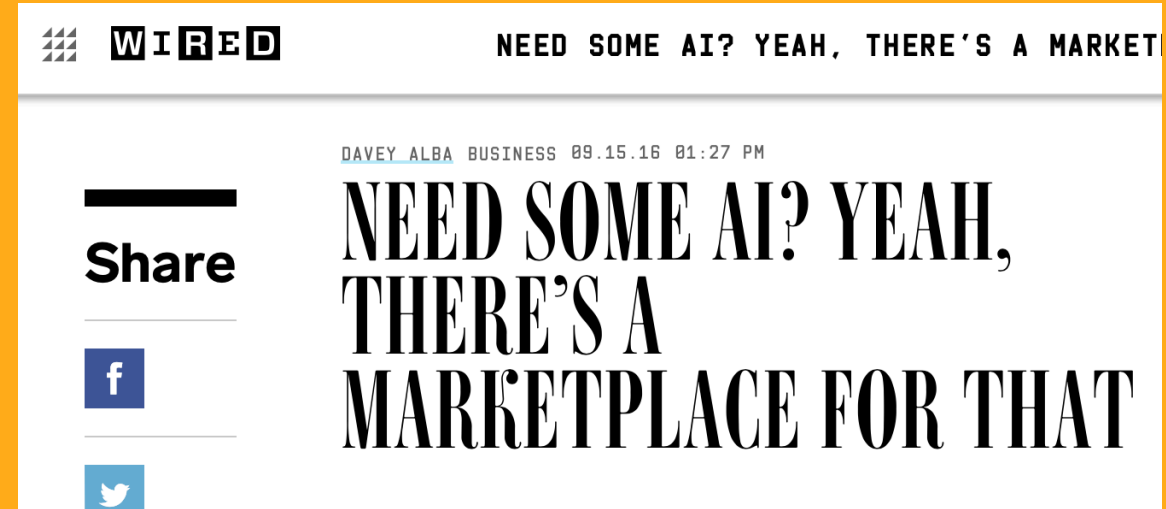 WIRED
NEED SOME AI? YEAH, THERE'S A MARKET
DAVEY ALBA BUSINESS 09.15.16 01:27 PM
NEED SOME AI? YEAH,
THERE'S A
MARKETPLACE FOR THAT
Share
f